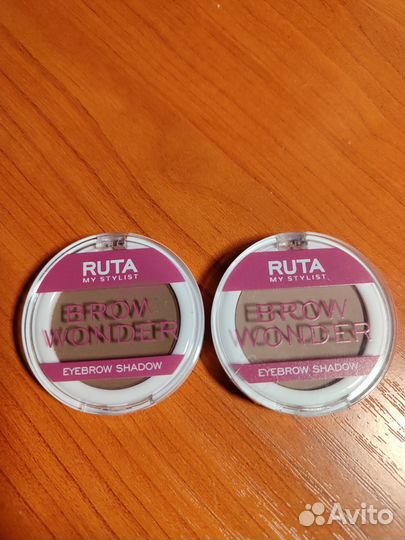 RUTA
MY STYLIST
BROW
WONDER
EYEBROW SHADOW
RUTA
MY STYLIST
BROW
WONDER
EYEBROW SHADOW
Avito